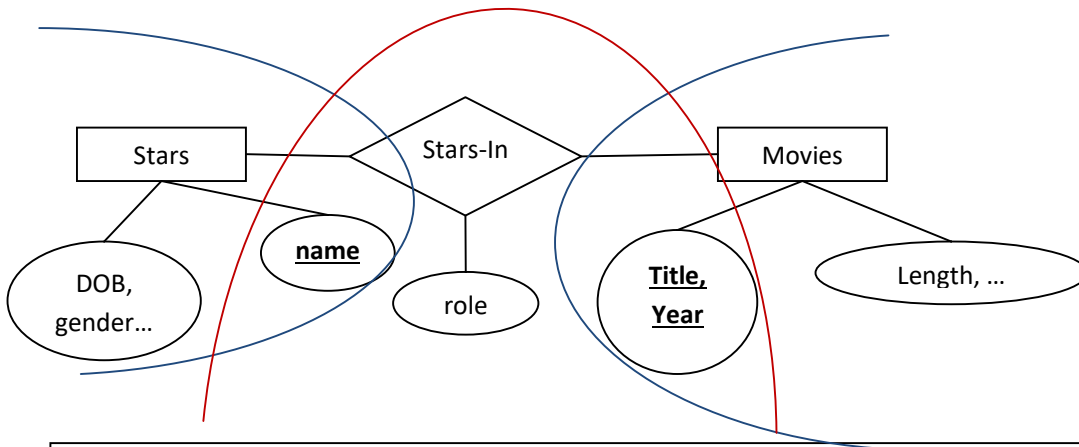 Stars
Stars-In
Movies
DOB,
gender...
name
role
Title,
Year
Length, ...